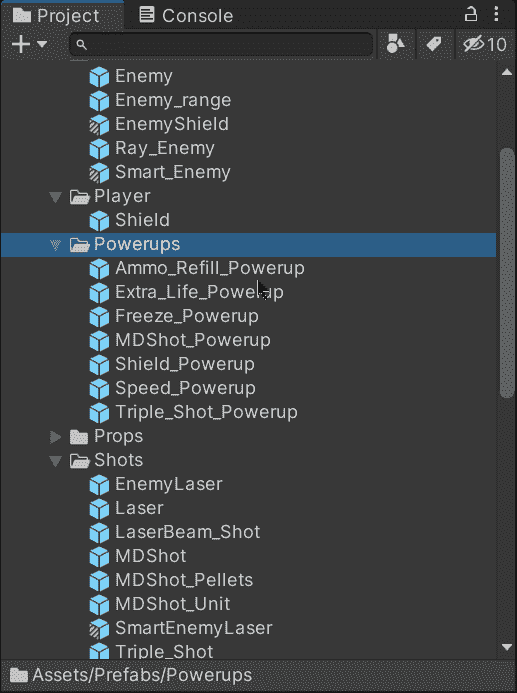 Project Console
10
Enemy
Enemy_range
EnemyShield
Ray_Enemy
Smart_Enemy
Player
Shield
Powerups
Ammo_Refill_Powerup
Extra_Life_Powerup
Freeze_Powerup
MDShot_Powerup
Shield_Powerup
Speed_Powerup
Triple_Shot_Powerup
Props
Shots
EnemyLaser
Laser
LaserBeam_Shot
MDShot
MDShot_Pellets
MDShot_Unit
SmartEnemyLaser
Triple_Shot
Assets/Prefabs/Powerups